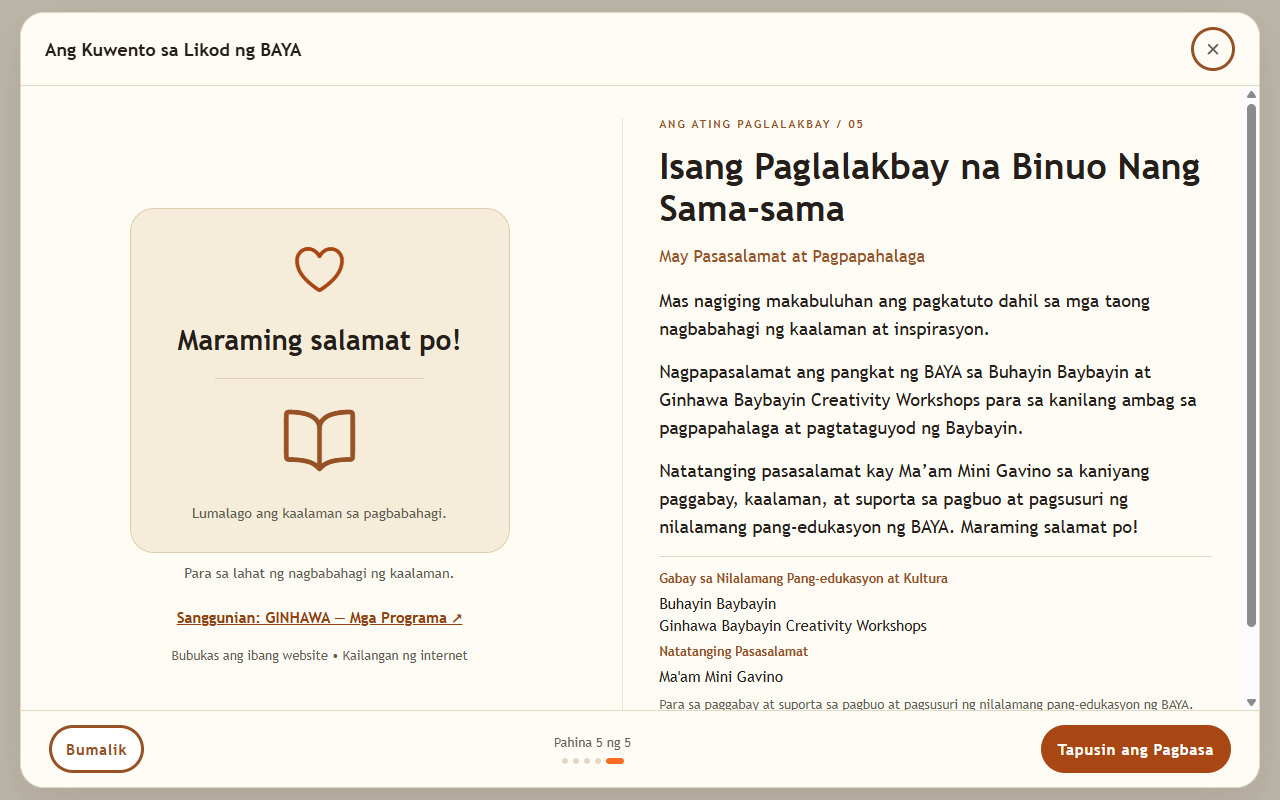 Ang Kuwento sa Likod ng BAYA
Maraming salamat po!
Lumalago ang kaalaman sa pagbabahagi.
Para sa lahat ng nagbabahagi ng kaalaman.
Sanggunian: GINHAWA — Mga Programa ↗
Bubukas ang ibang website • Kailangan ng internet
ANG ATING PAGLALAKBAY / 05
Isang Paglalakbay na Binuo Nang
Sama-sama
May Pasasalamat at Pagpapahalaga
Mas nagiging makabuluhan ang pagkatuto dahil sa mga taong
nagbabahagi ng kaalaman at inspirasyon.
Nagpapasalamat ang pangkat ng BAYA sa Buhayin Baybayin at
Ginhawa Baybayin Creativity Workshops para sa kanilang ambag sa
pagpapahalaga at pagtataguyod ng Baybayin.
Natatanging pasasalamat kay Ma’am Mini Gavino sa kaniyang
paggabay, kaalaman, at suporta sa pagbuo at pagsusuri ng
nilalamang pang-edukasyon ng BAYA. Maraming salamat po!
Gabay sa Nilalamang Pang-edukasyon at Kultura
Buhayin Baybayin
Ginhawa Baybayin Creativity Workshops
Natatanging Pasasalamat
Ma'am Mini Gavino
Para sa paggabay at suporta sa pagbuo at pagsusuri ng nilalamang pang-edukasyon ng BAYA.
Bumalik
Pahina 5 ng 5
Tapusin ang Pagbasa